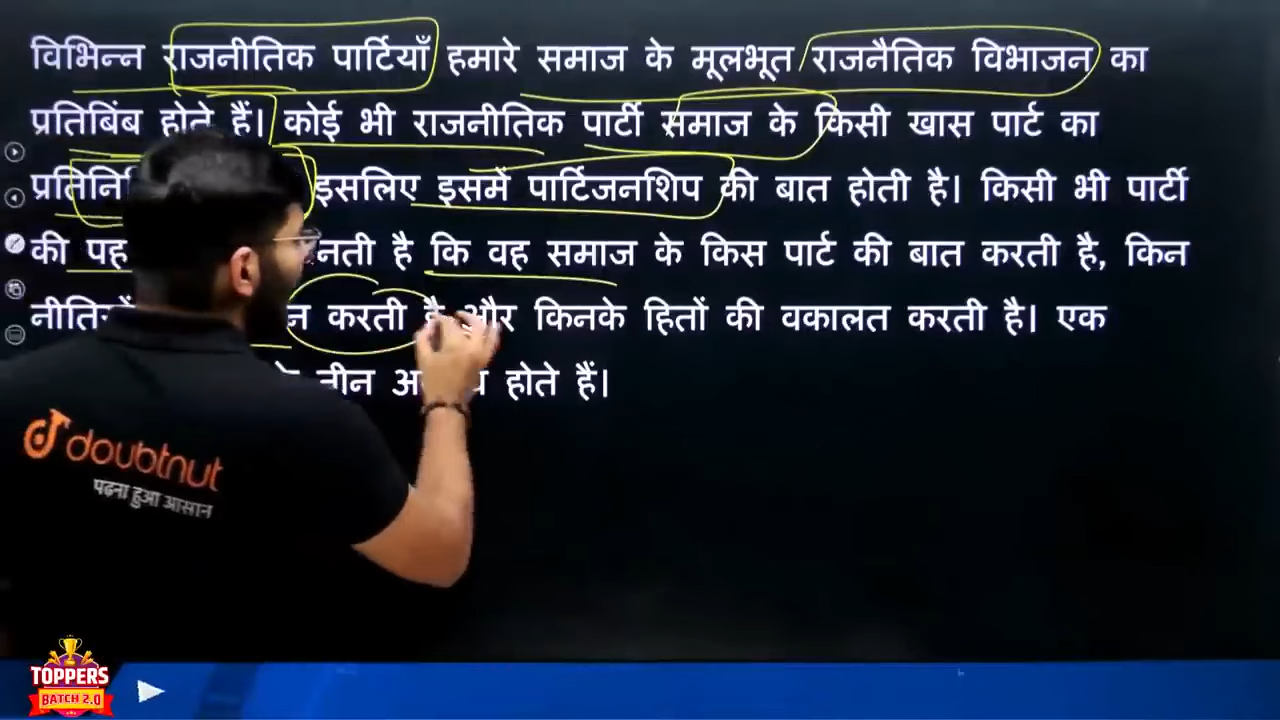 विभिन्न राजनीतिक पार्टियाँ हमारे समाज के मूलभूत राजनैतिक विभाजन का
प्रतिबिंब होते हैं। कोई भी राजनीतिक पार्टी समाज के किसी खास पार्ट का
इसलिए इसमें पार्टिजनशिप की बात होती है। किसी भी पार्टी
की कि वह समाज के किस पार्ट की बात करती है, किन
करती है और किनके हितों की वकालत करती है। एक
तीन होते हैं।
doubtnut
पढ़ना हुआ आसान
TOPPERS
BATCH 2.0